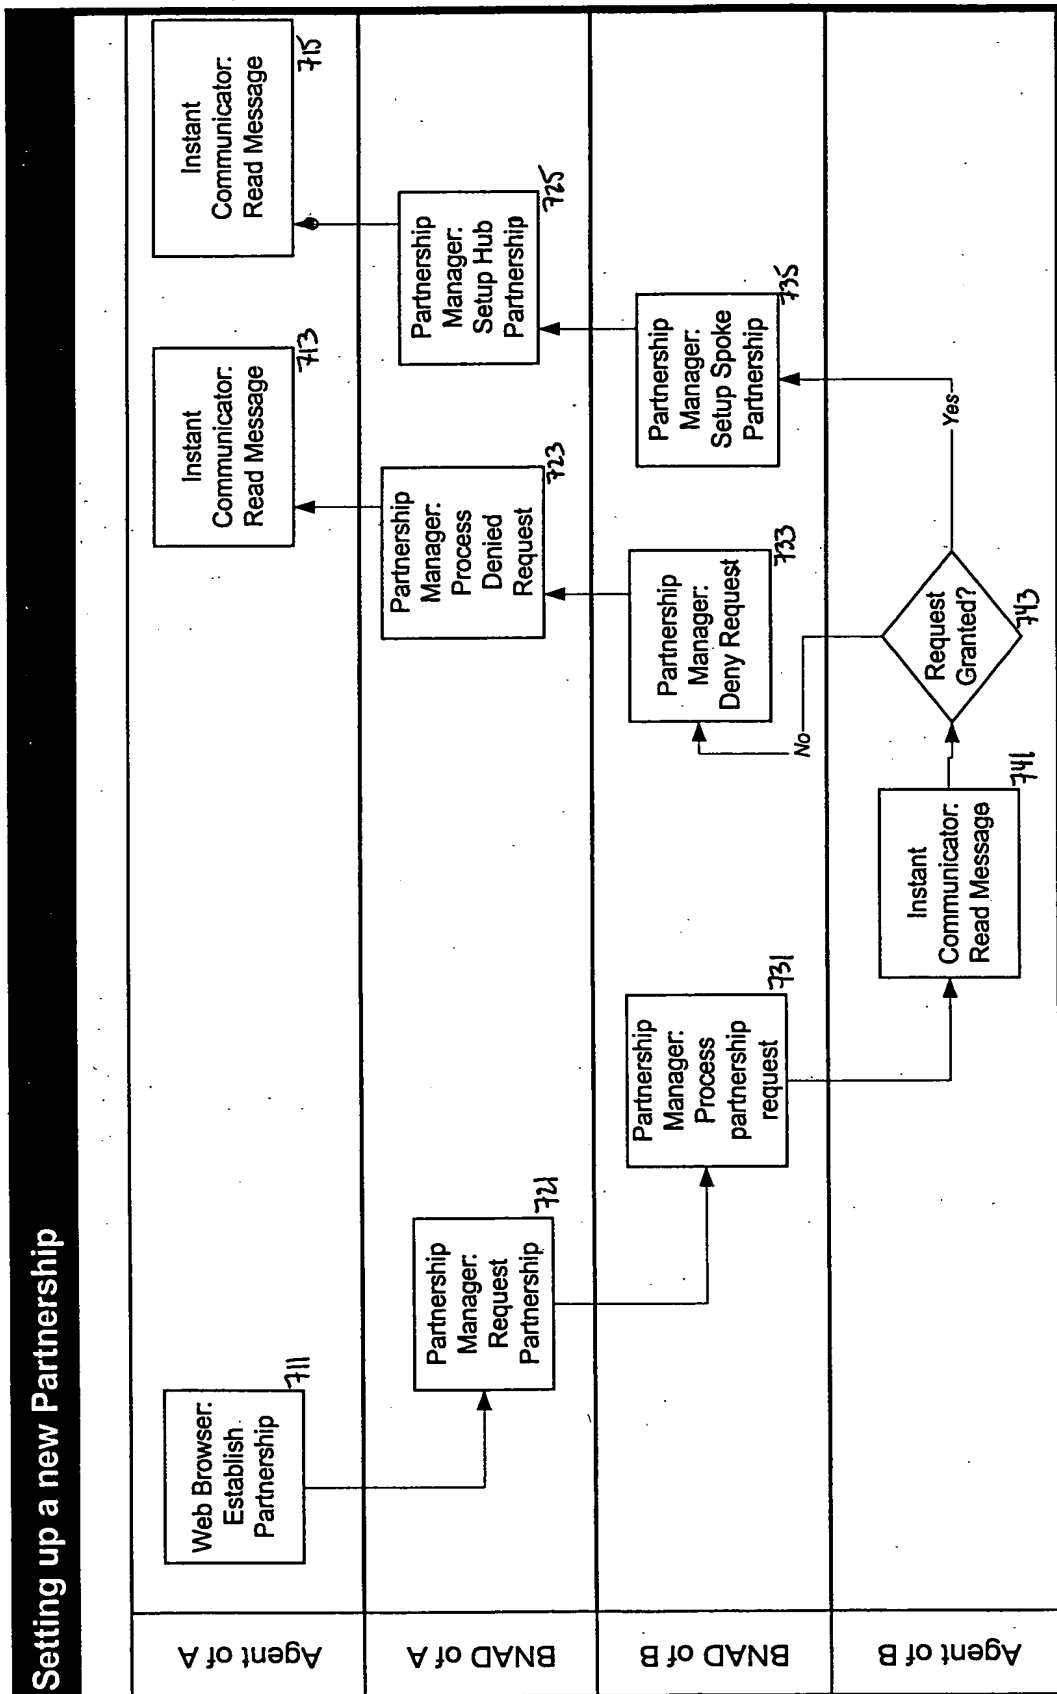 Setting up a new Partnership
Agent of A
Web Browser:
Establish
Partnership
711
Instant
Communicator:
Read Message
713
Instant
Communicator:
Read Message
715
BNAD of A
Partnership
Manager:
Request
Partnership
721
Partnership
Manager:
Process
Denied
Request
723
Partnership
Manager:
Setup Hub
Partnership
725
BNAD of B
Partnership
Manager:
Process
partnership
request
731
Partnership
Manager:
Deny Request
733
Partnership
Manager:
Setup Spoke
Partnership
735
Agent of B
Instant
Communicator:
Read Message
741
Request
Granted?
743
No
Yes